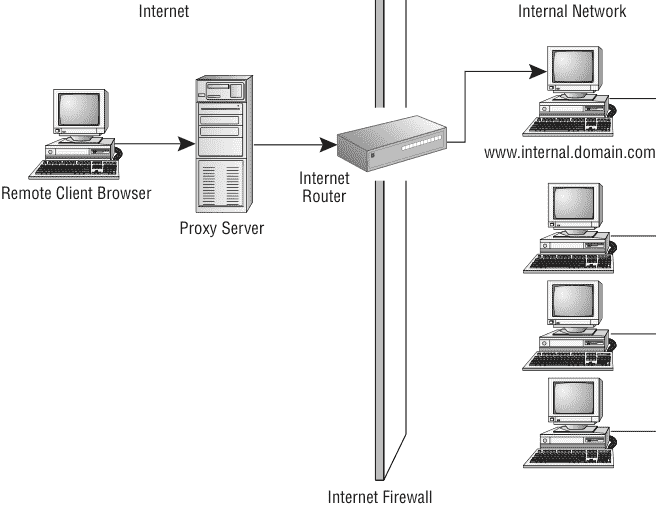 Internet
Internal Network
www.internal.domain.com
Remote Client Browser
Internet
Router
Proxy Server
Internet Firewall